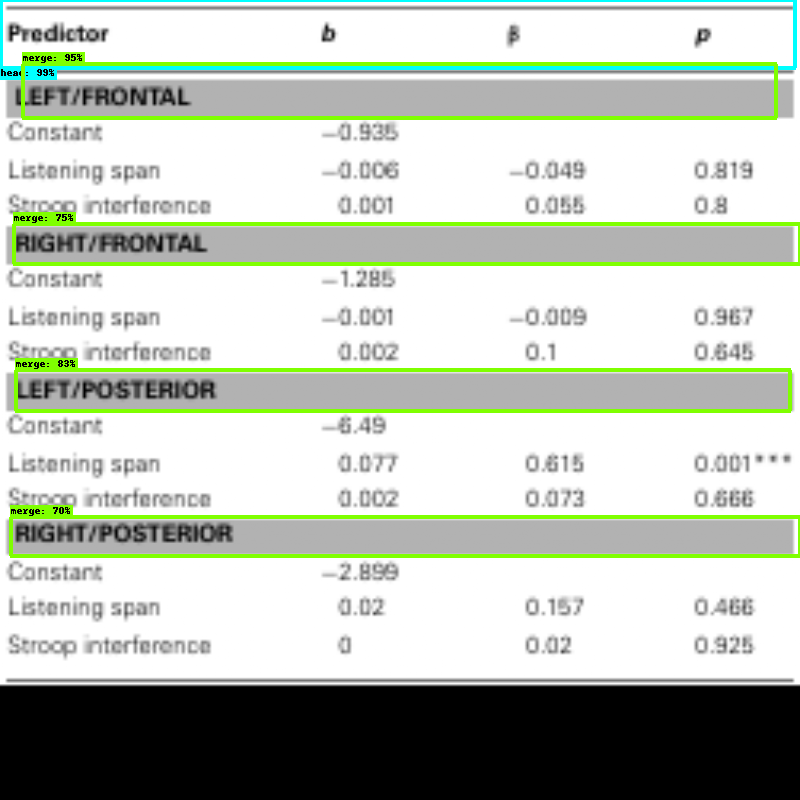 Predictor b β p
merge: 95%
head: 99%
LEFT/FRONTAL
Constant −0.935
Listening span −0.006 −0.049 0.819
Stroop interference 0.001 0.055 0.8
merge: 75%
RIGHT/FRONTAL
Constant −1.285
Listening span −0.001 −0.009 0.967
Stroop interference 0.002 0.1 0.645
merge: 83%
LEFT/POSTERIOR
Constant −6.49
Listening span 0.077 0.615 0.001***
Stroop interference 0.002 0.073 0.666
merge: 70%
RIGHT/POSTERIOR
Constant −2.899
Listening span 0.02 0.157 0.466
Stroop interference 0 0.02 0.925